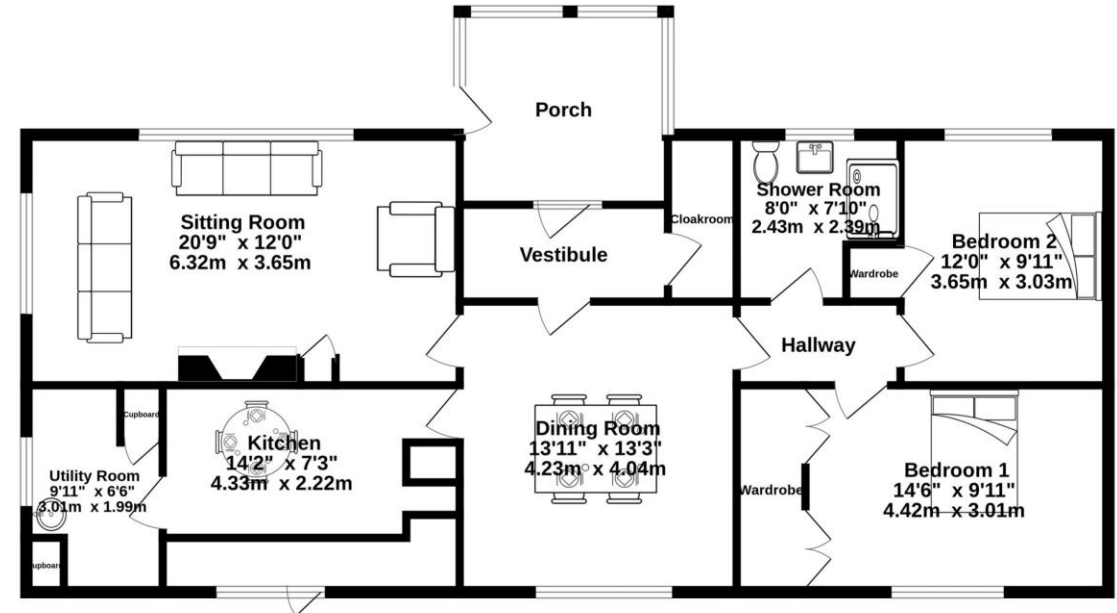 Porch
Sitting Room
20'9" x 12'0"
6.32m x 3.65m
Vestibule
Cloakroom
Shower Room
8'0" x 7'10"
2.43m x 2.39m
Wardrobe
Bedroom 2
12'0" x 9'11"
3.65m x 3.03m
Hallway
Cupboard
Kitchen
14'2" x 7'3"
4.33m x 2.22m
Dining Room
13'11" x 13'3"
4.23m x 4.04m
Utility Room
9'11" x 6'6"
3.01m x 1.99m
Wardrobe
Bedroom 1
14'6" x 9'11"
4.42m x 3.01m
upboar